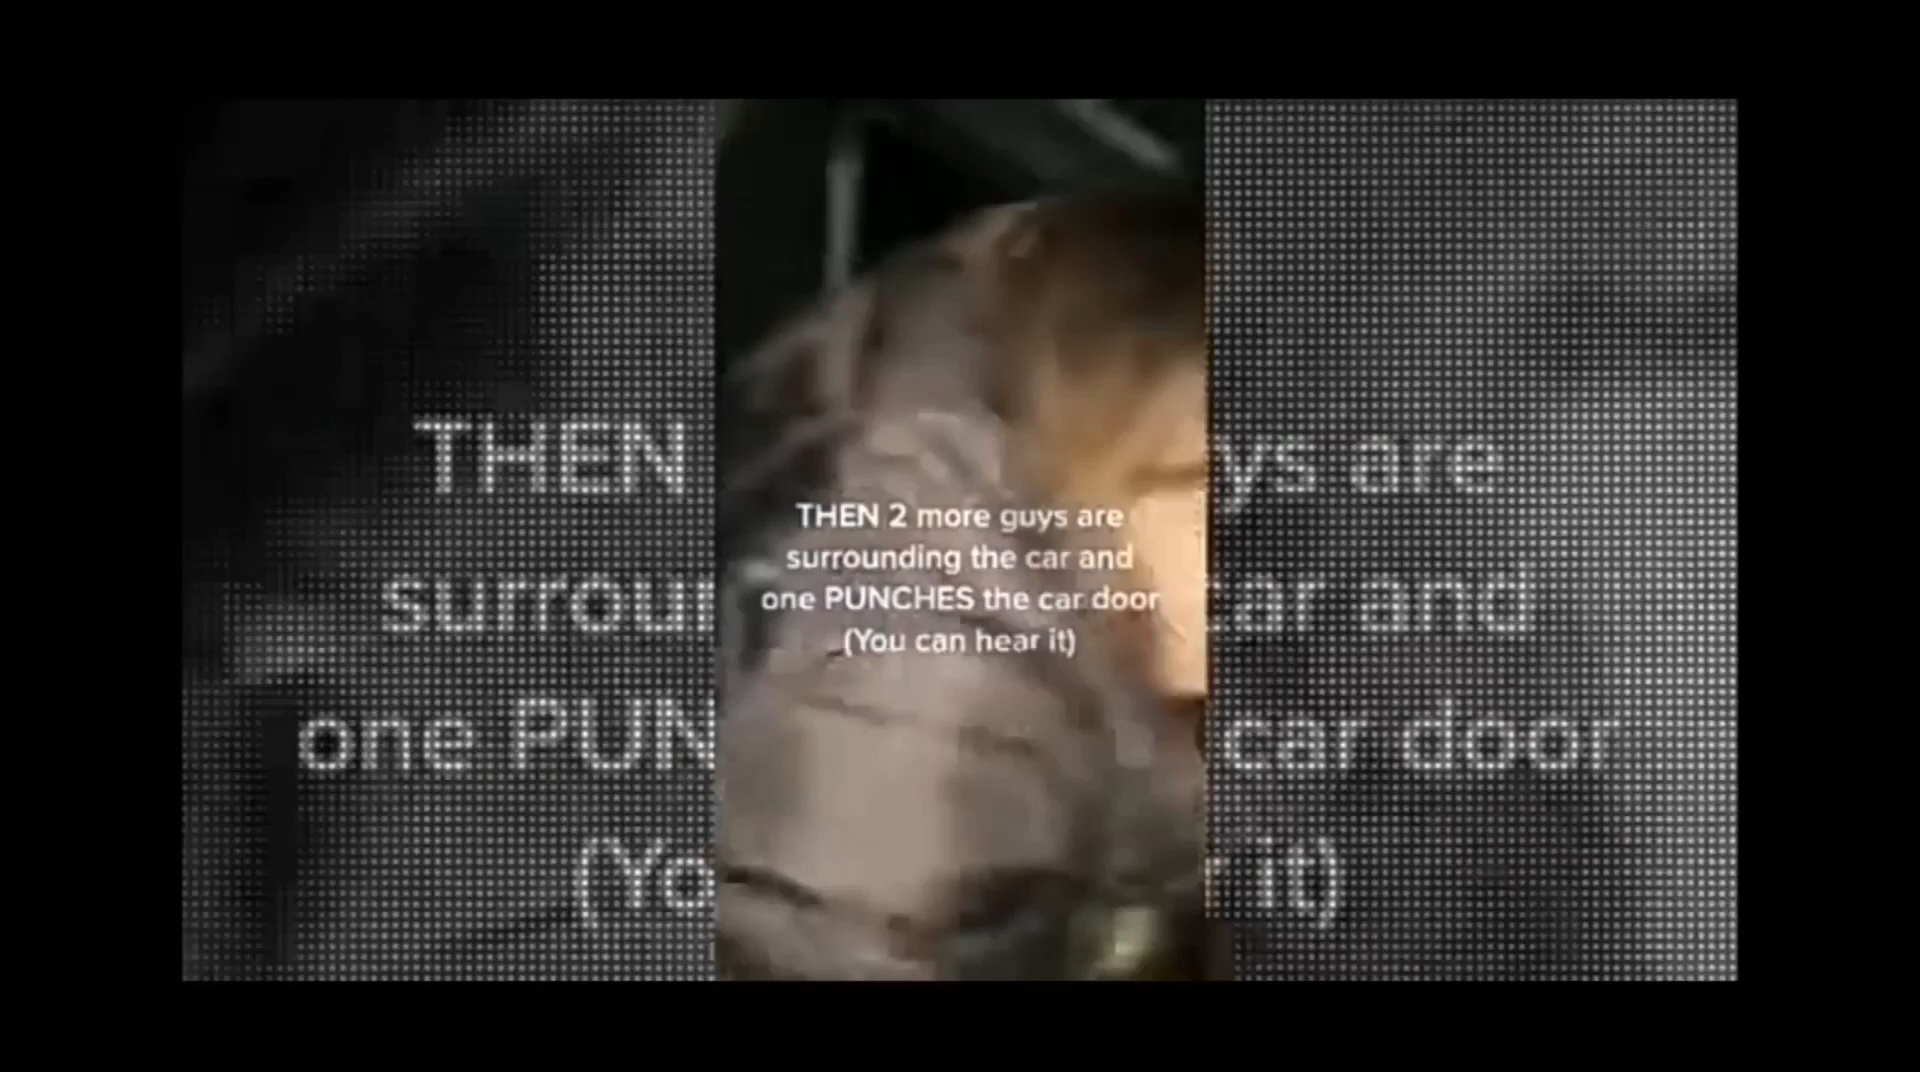 THEN 2 more guys are
surrounding the car and
one PUNCHES the car door
(You can hear it)